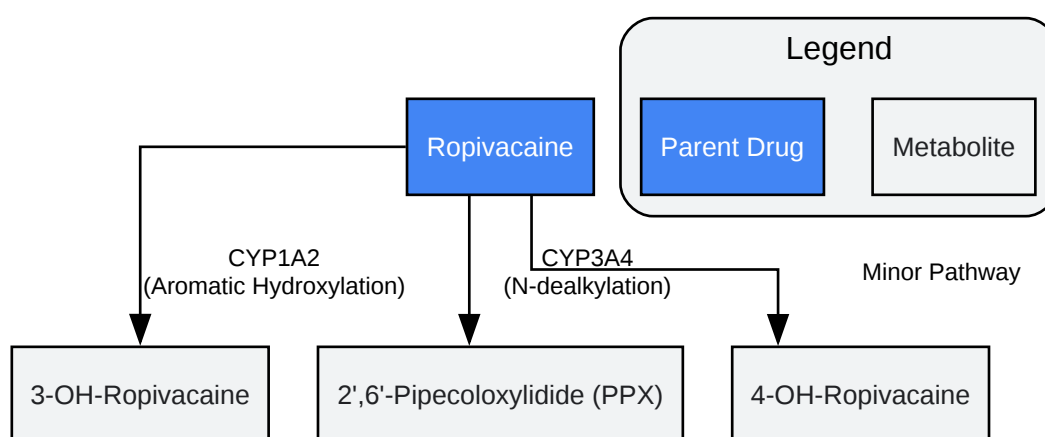 Legend
Ropivacaine
Parent Drug
Metabolite
CYP1A2
(Aromatic Hydroxylation)
CYP3A4
(N-dealkylation)
Minor Pathway
3-OH-Ropivacaine
2',6'-Pipecoloxylidide (PPX)
4-OH-Ropivacaine